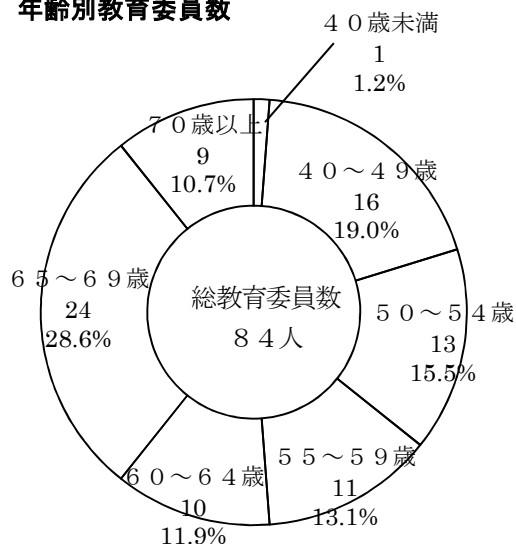 年齢別教育委員数
４０歳未満
1
1.2%
４０～４９歳
16
19.0%
５０～５４歳
13
15.5%
５５～５９歳
11
13.1%
６０～６４歳
10
11.9%
６５～６９歳
24
28.6%
７０歳以上
9
10.7%
総教育委員数
８４人